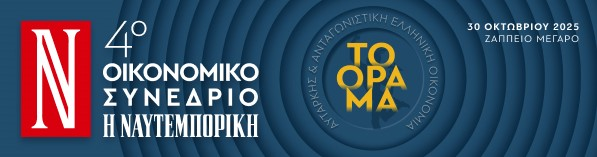 N
4ο
ΟΙΚΟΝΟΜΙΚΟ
ΣΥΝΕΔΡΙΟ
Η ΝΑΥΤΕΜΠΟΡΙΚΗ
ΑΥΤΑΡΚΗΣ & ΑΝΤΑΓΩΝΙΣΤΙΚΗ ΕΛΛΗΝΙΚΗ ΟΙΚΟΝΟΜΙΑ
ΤΟ
ΟΡΑ
ΜΑ
30 ΟΚΤΩΒΡΙΟΥ 2025
ΖΑΠΠΕΙΟ ΜΕΓΑΡΟ